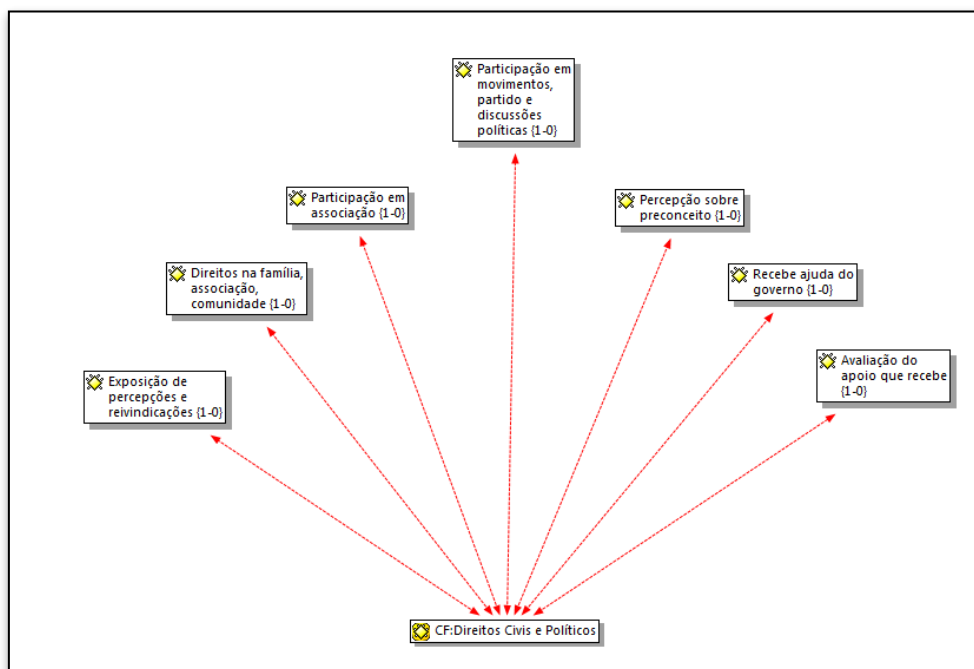 Participação em
movimentos,
partido e
discussões
políticas {1-0}
Participação em
associação {1-0}
Percepção sobre
preconceito {1-0}
Direitos na família,
associação,
comunidade {1-0}
Recebe ajuda do
governo {1-0}
Avaliação do
apoio que recebe
{1-0}
Exposição de
percepções e
reivindicações {1-0}
CF:Direitos Civis e Políticos